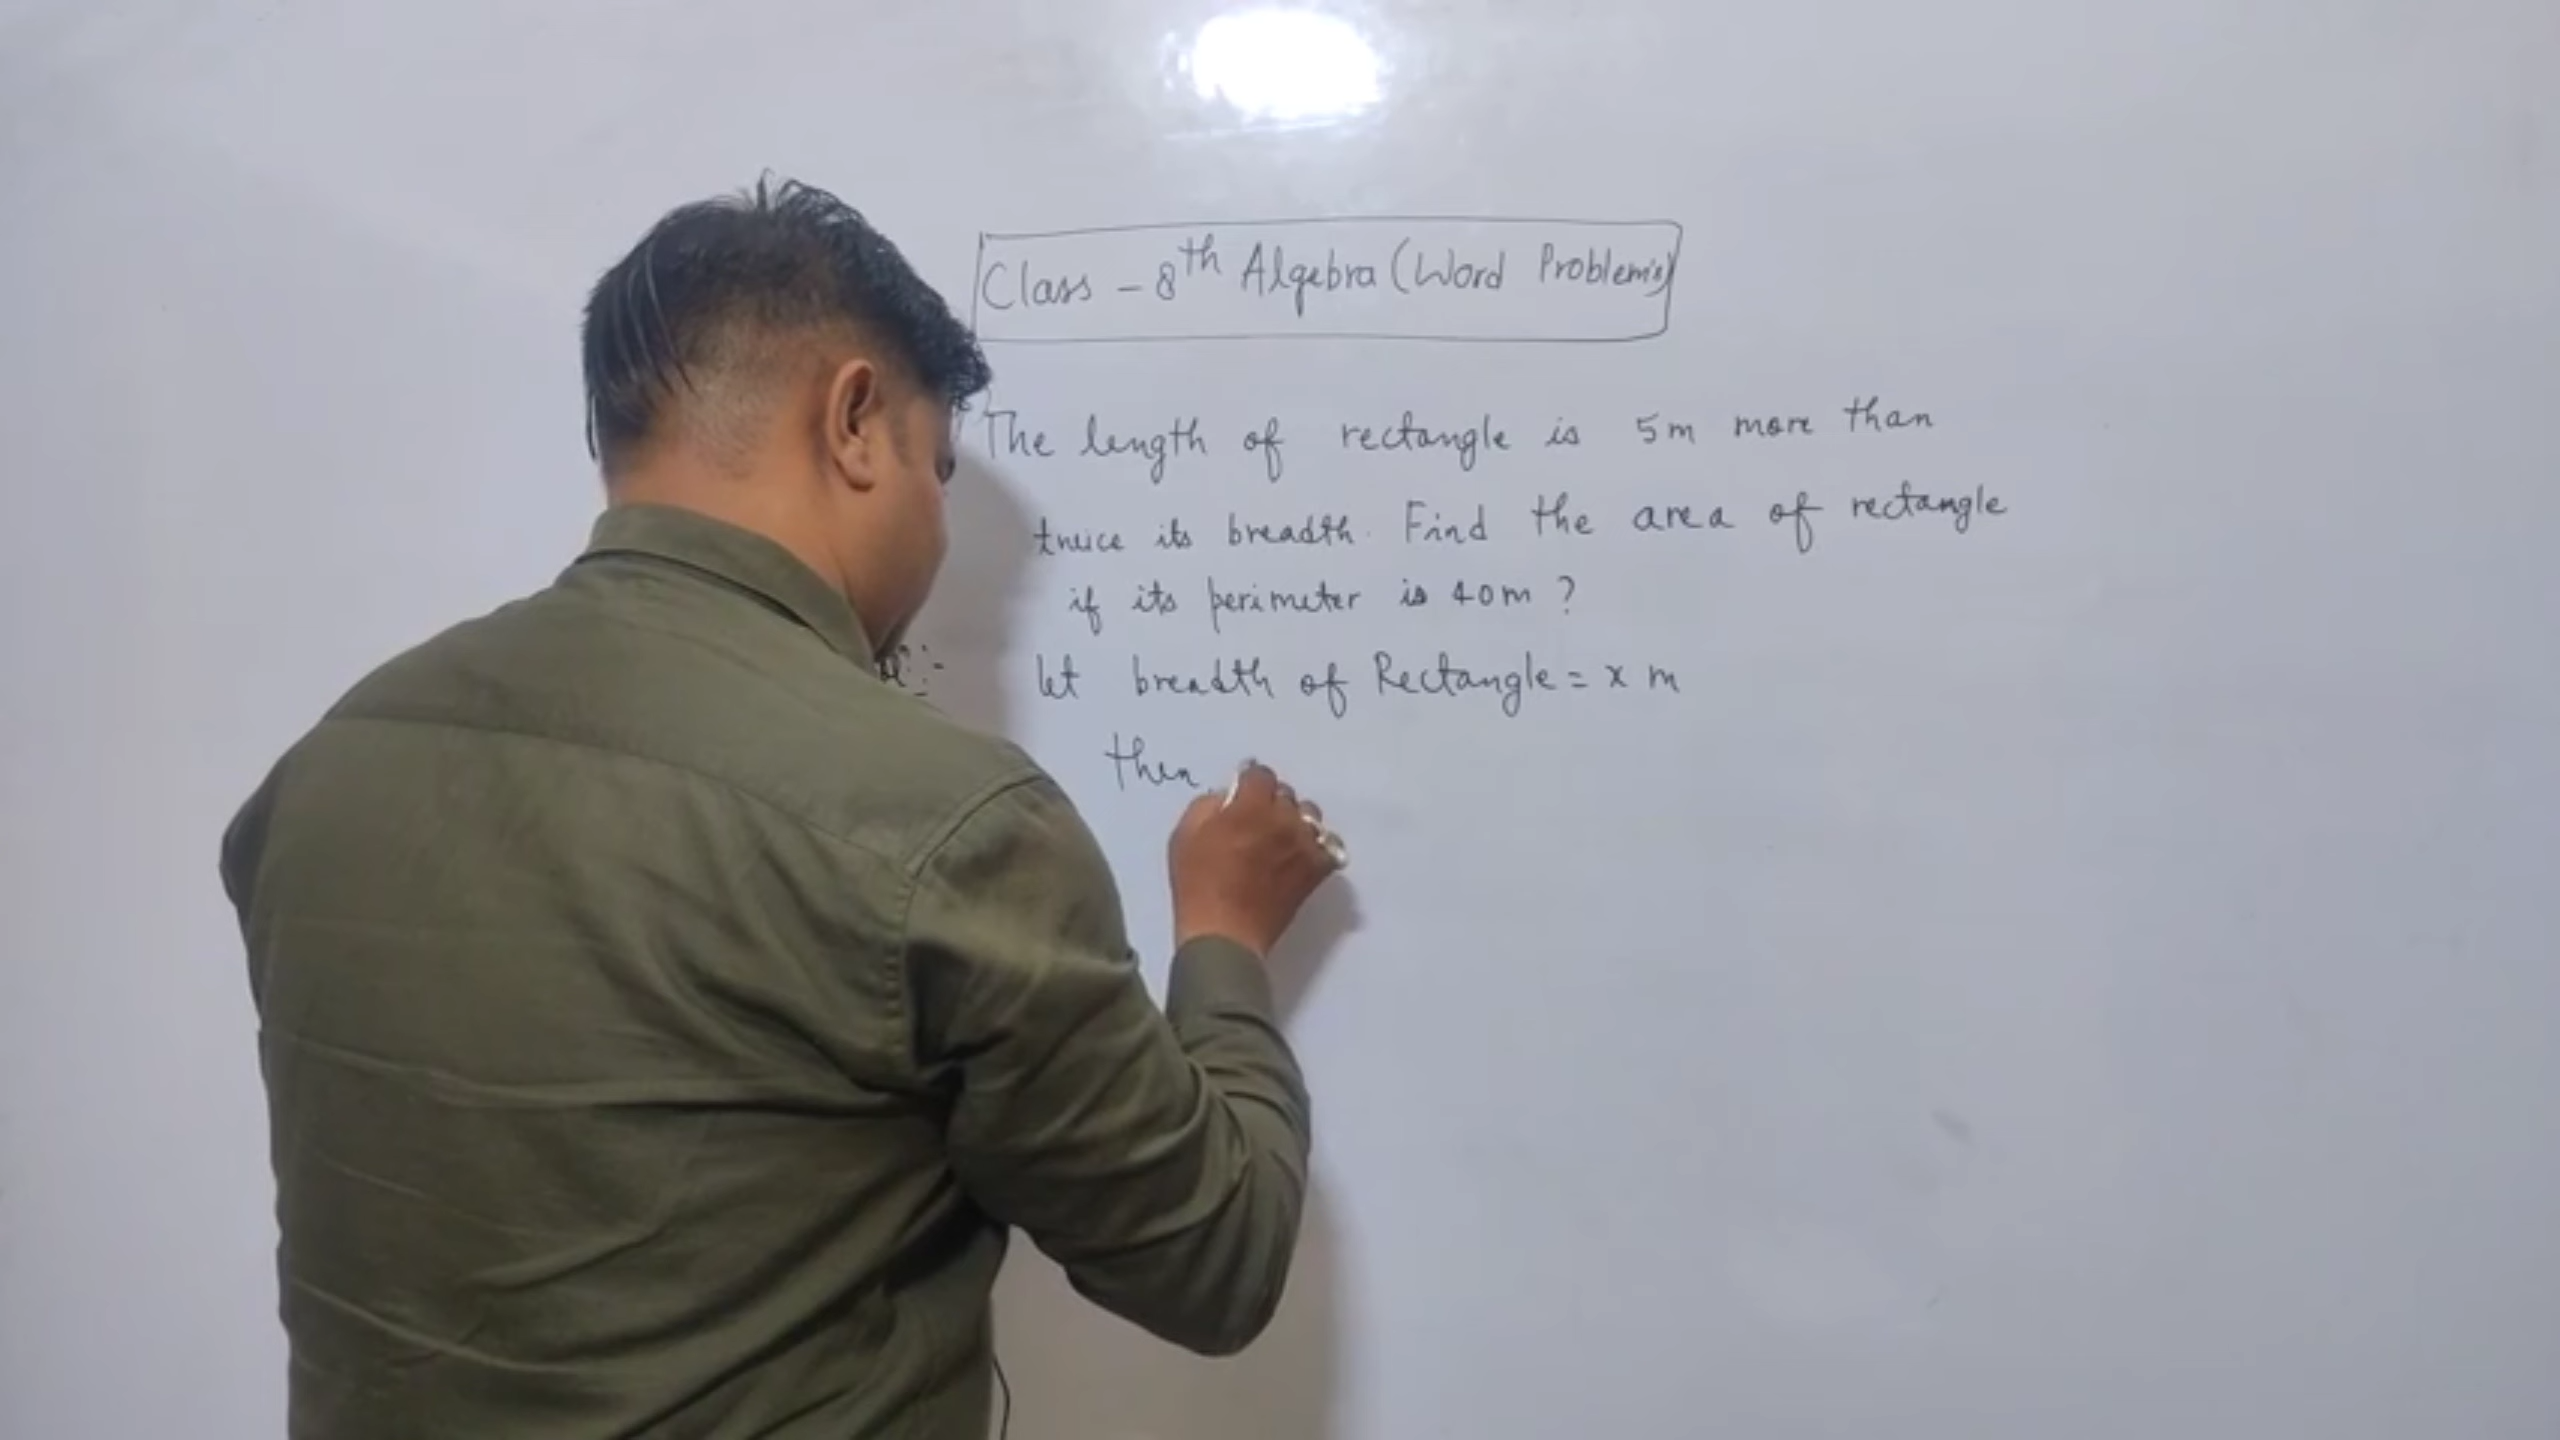 Class - 8th Algebra (Word Problem's)
The length of rectangle is 5m more than
twice its breadth. Find the area of rectangle
if its perimeter is 40m ?
let breadth of Rectangle = x m
then,